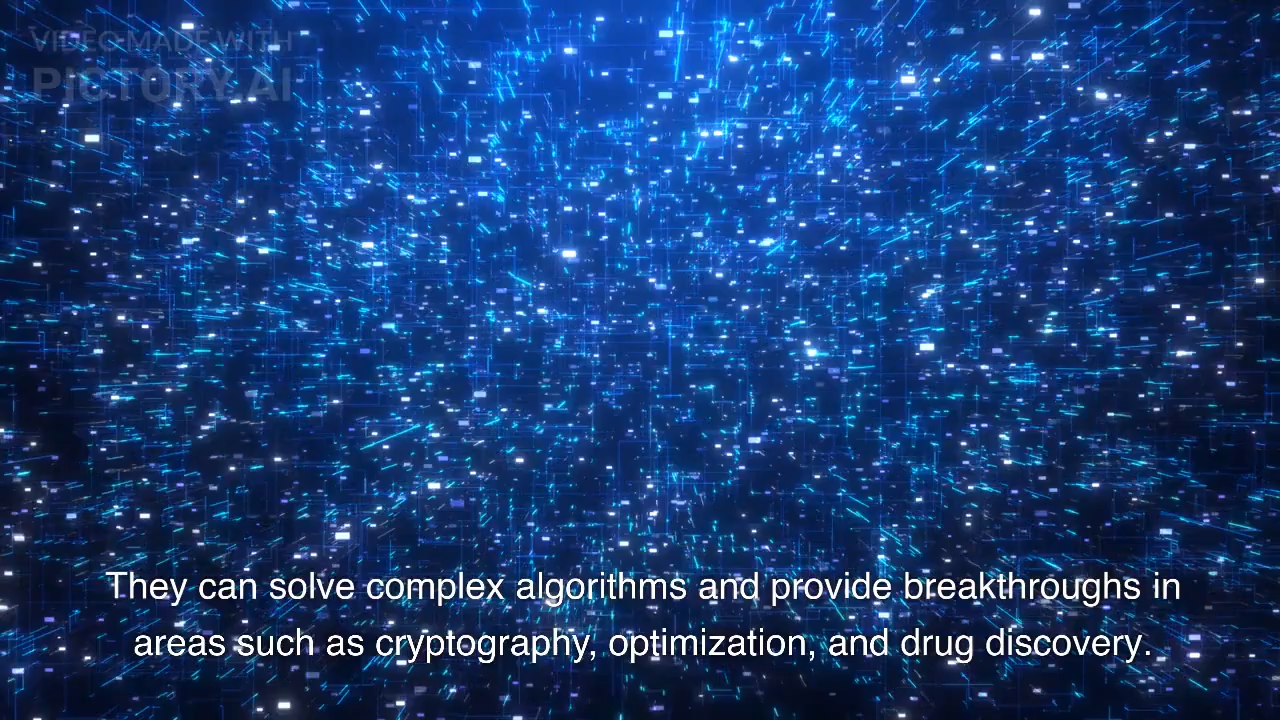 VIDEO MADE WITH
PICTORY.AI
They can solve complex algorithms and provide breakthroughs in
areas such as cryptography, optimization, and drug discovery.